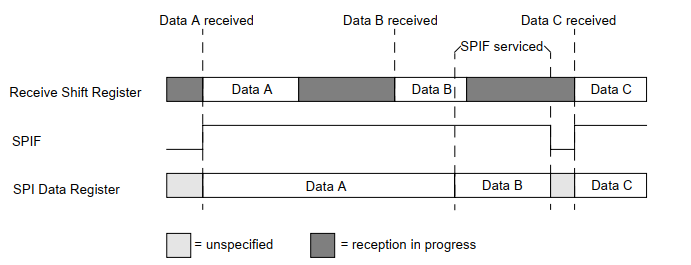 Data A received
Data B received
Data C received
SPIF serviced
Receive Shift Register
Data A
Data B
Data C
SPIF
SPI Data Register
Data A
Data B
Data C
= unspecified
= reception in progress